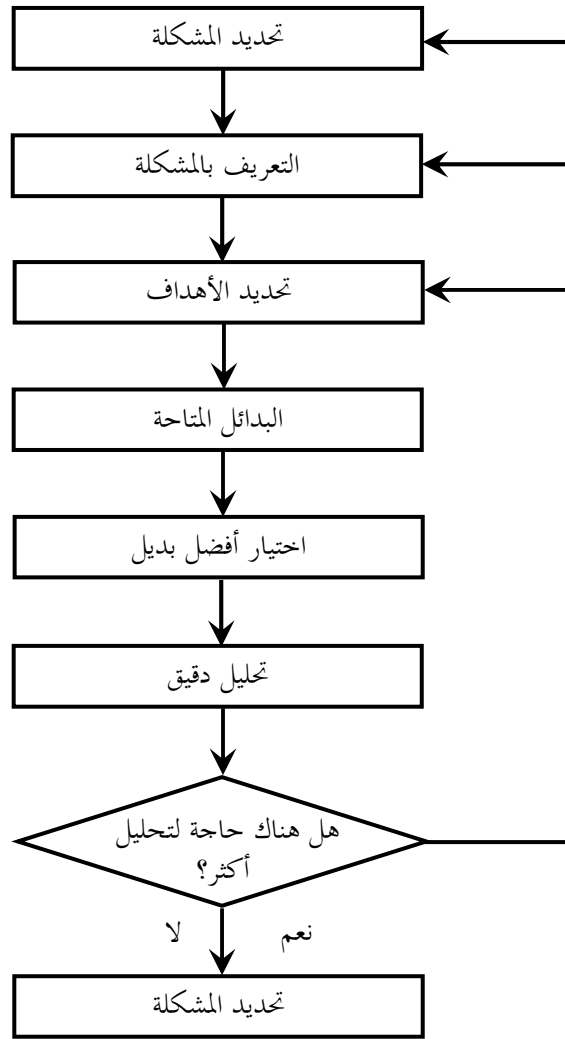 تحديد المشكلة
التعريف بالمشكلة
تحديد الأهداف
البدائل المتاحة
اختيار أفضل بديل
تحليل دقيق
هل هناك حاجة لتحليل
أكثر؟
نعم
لا
تحديد المشكلة